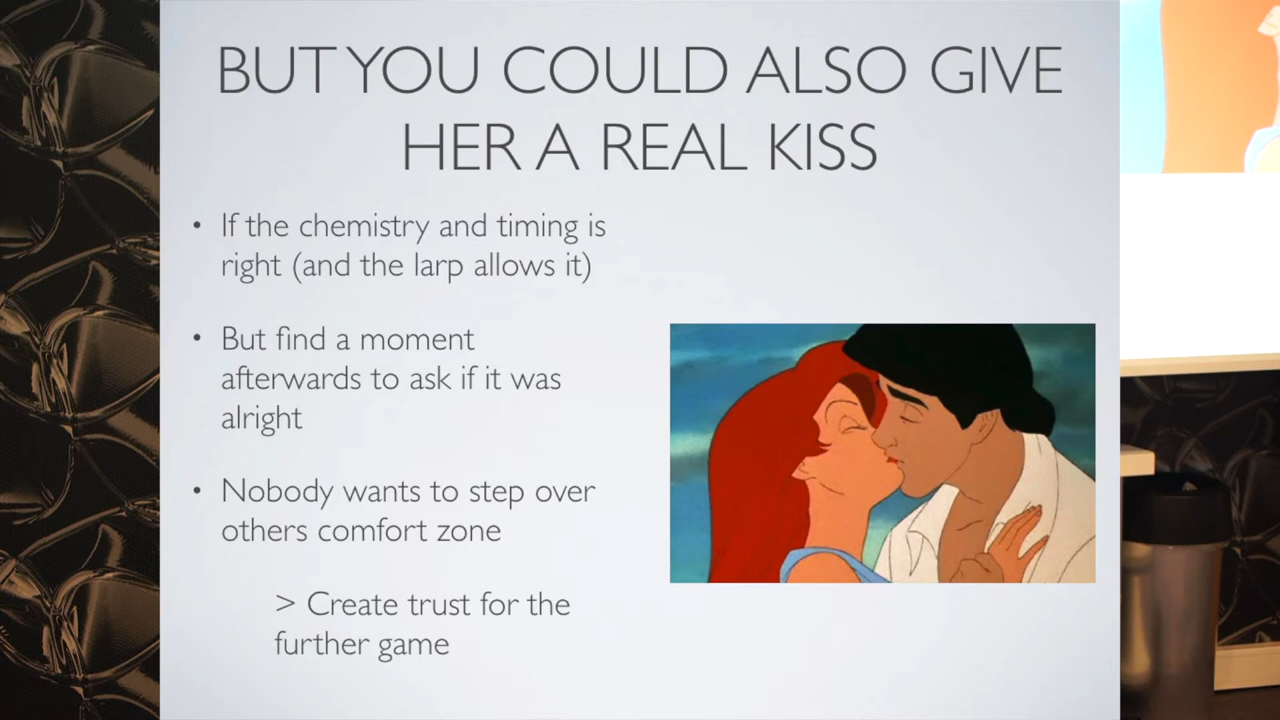 BUT YOU COULD ALSO GIVE
HER A REAL KISS
• If the chemistry and timing is
right (and the larp allows it)
• But find a moment
afterwards to ask if it was
alright
• Nobody wants to step over
others comfort zone
> Create trust for the
further game